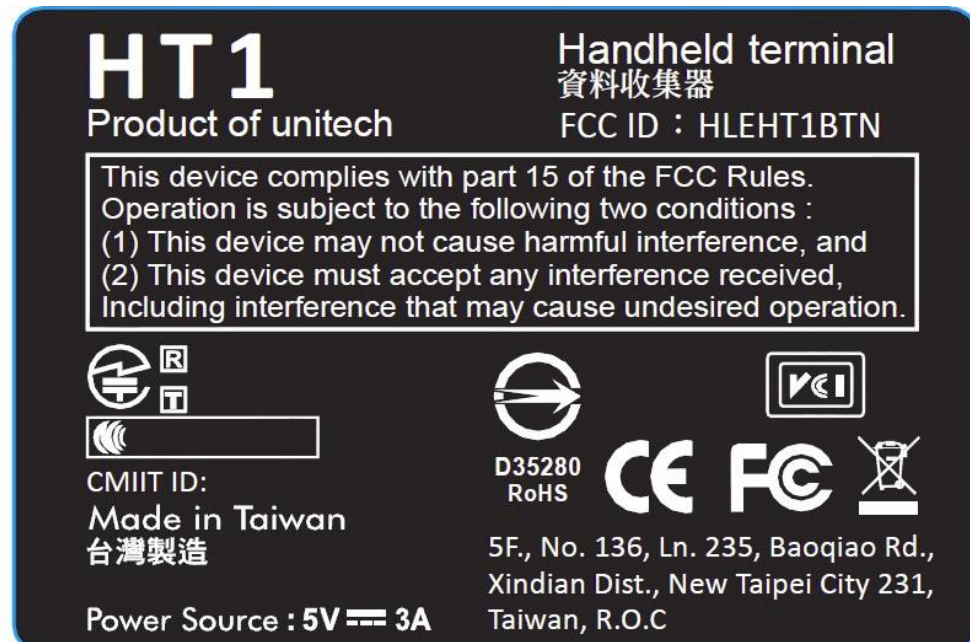 HT1
Product of unitech
Handheld terminal
資料收集器
FCC ID：HLEHT1BTN
This device complies with part 15 of the FCC Rules.
Operation is subject to the following two conditions :
(1) This device may not cause harmful interference, and
(2) This device must accept any interference received,
Including interference that may cause undesired operation.
R
T
CMIIT ID:
Made in Taiwan
台灣製造
Power Source : 5V ⎓ 3A
VCI
D35280
RoHS
CE FC
5F., No. 136, Ln. 235, Baoqiao Rd.,
Xindian Dist., New Taipei City 231,
Taiwan, R.O.C